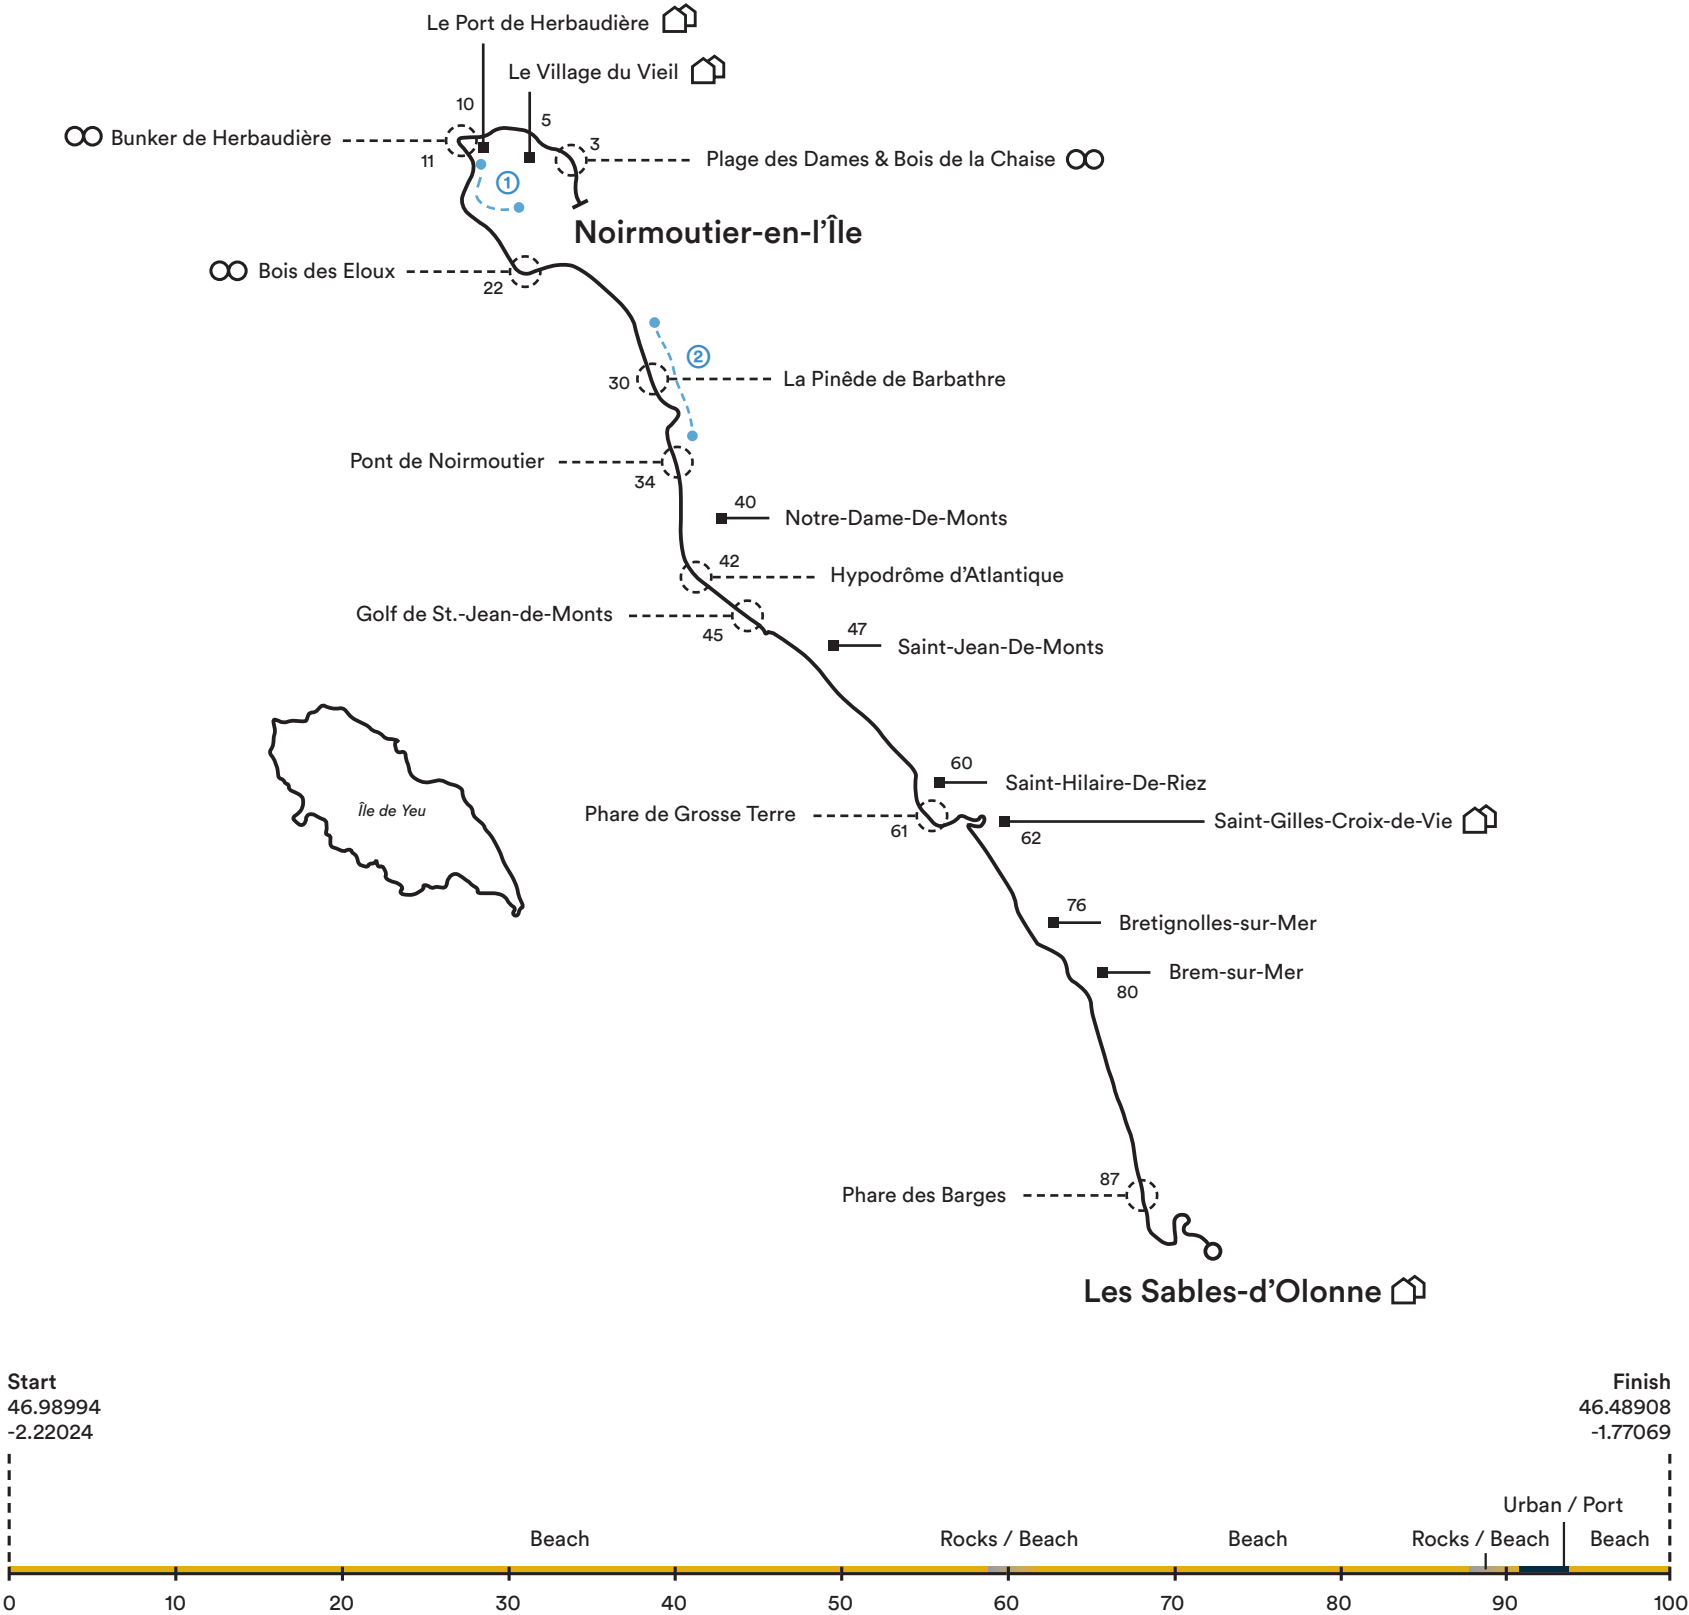 Le Port de Herbaudière
Le Village du Vieil
10
5
Bunker de Herbaudière
3
11
Plage des Dames & Bois de la Chaise
1
Noirmoutier-en-l’Île
Bois des Eloux
22
2
30
La Pinêde de Barbathre
Pont de Noirmoutier
34
40
Notre-Dame-De-Monts
42
Hypodrôme d’Atlantique
Golf de St.-Jean-de-Monts
45
47
Saint-Jean-De-Monts
60
Saint-Hilaire-De-Riez
Île de Yeu
Phare de Grosse Terre
61
62
Saint-Gilles-Croix-de-Vie
76
Bretignolles-sur-Mer
Brem-sur-Mer
80
87
Phare des Barges
Les Sables-d’Olonne
Start
46.98994
-2.22024
Finish
46.48908
-1.77069
Urban / Port
Beach
Rocks / Beach
Beach
Rocks / Beach
Beach
0 10 20 30 40 50 60 70 80 90 100